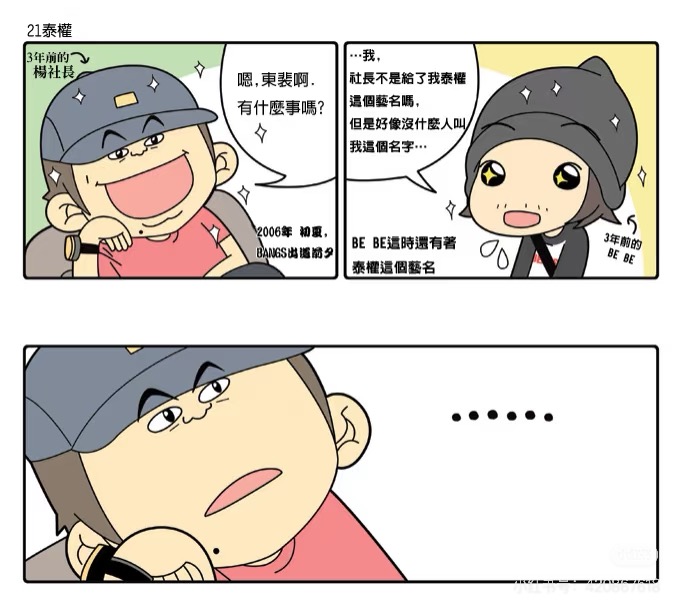 21泰權
3年前的
楊社長
嗯,東裴啊.
有什麼事嗎?
2006年 初夏,
BANGS出道前夕
…我,
社長不是給了我泰權
這個藝名嗎,
但是好像沒什麼人叫
我這個名字…
3年前的
BE BE
BE BE這時還有著
泰權這個藝名
••••••